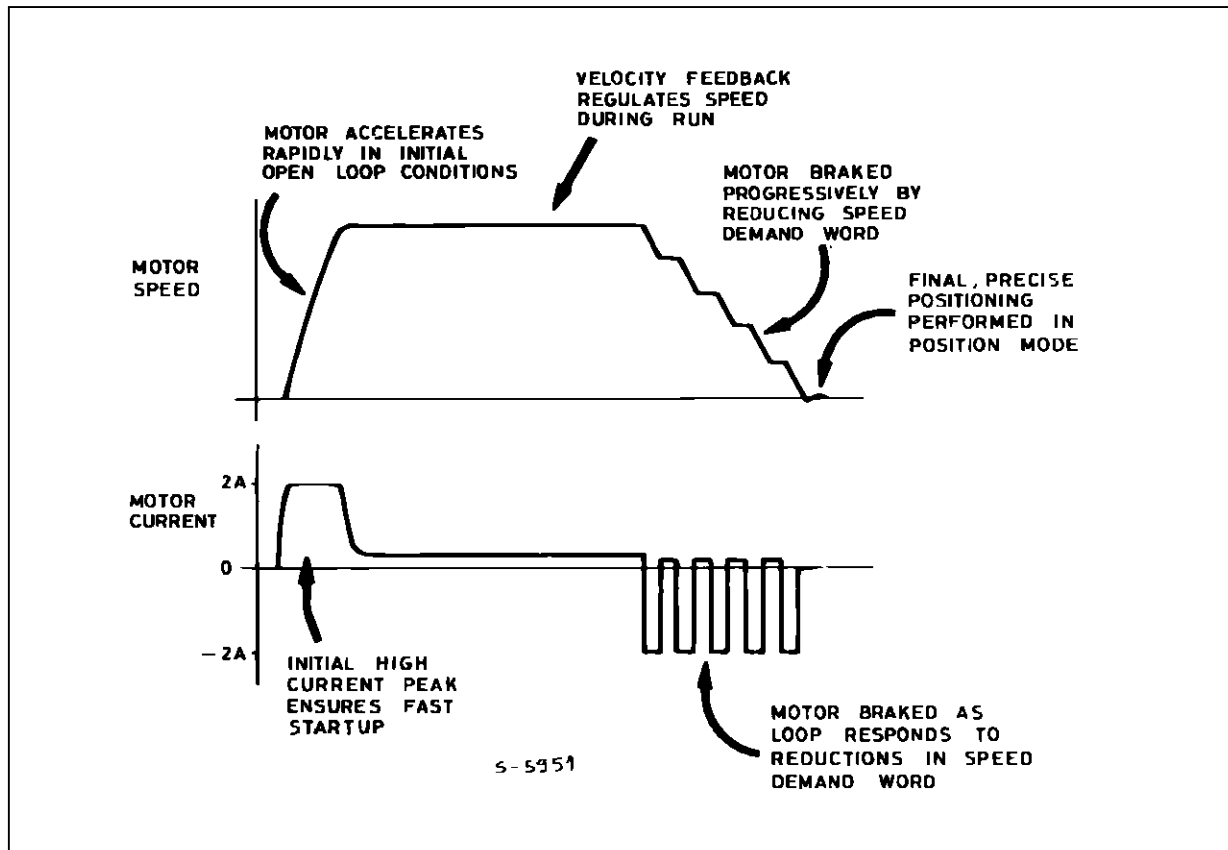 VELOCITY FEEDBACK
REGULATES SPEED
DURING RUN
MOTOR ACCELERATES
RAPIDLY IN INITIAL
OPEN LOOP CONDITIONS
MOTOR BRAKED
PROGRESSIVELY BY
REDUCING SPEED
DEMAND WORD
MOTOR
SPEED
FINAL, PRECISE
POSITIONING
PERFORMED IN
POSITION MODE
2A
MOTOR
CURRENT
0
-2A
INITIAL HIGH
CURRENT PEAK
ENSURES FAST
STARTUP
MOTOR BRAKED AS
LOOP RESPONDS TO
REDUCTIONS IN SPEED
DEMAND WORD
S-5951